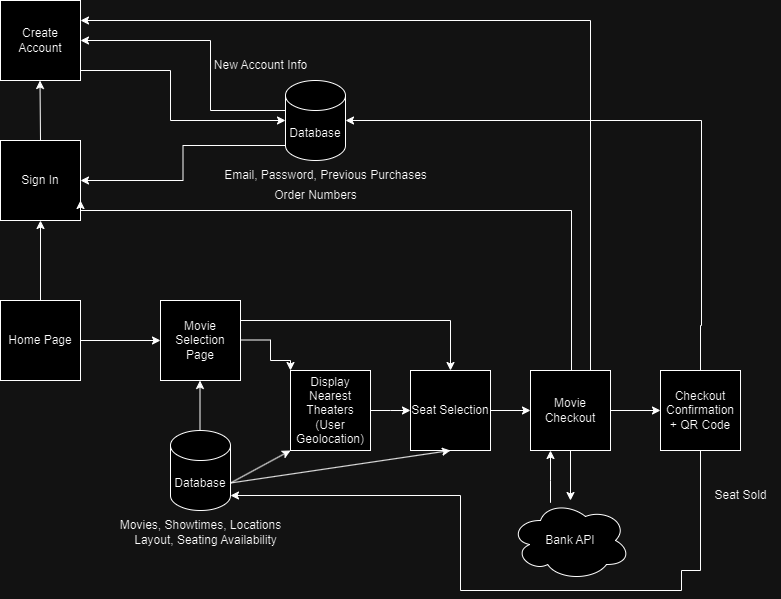 Create
Account
New Account Info
Database
Sign In
Email, Password, Previous Purchases
Order Numbers
Home Page
Movie
Selection
Page
Display
Nearest
Theaters
(User
Geolocation)
Seat Selection
Movie
Checkout
Checkout
Confirmation
+ QR Code
Database
Seat Sold
Movies, Showtimes, Locations
Layout, Seating Availability
Bank API